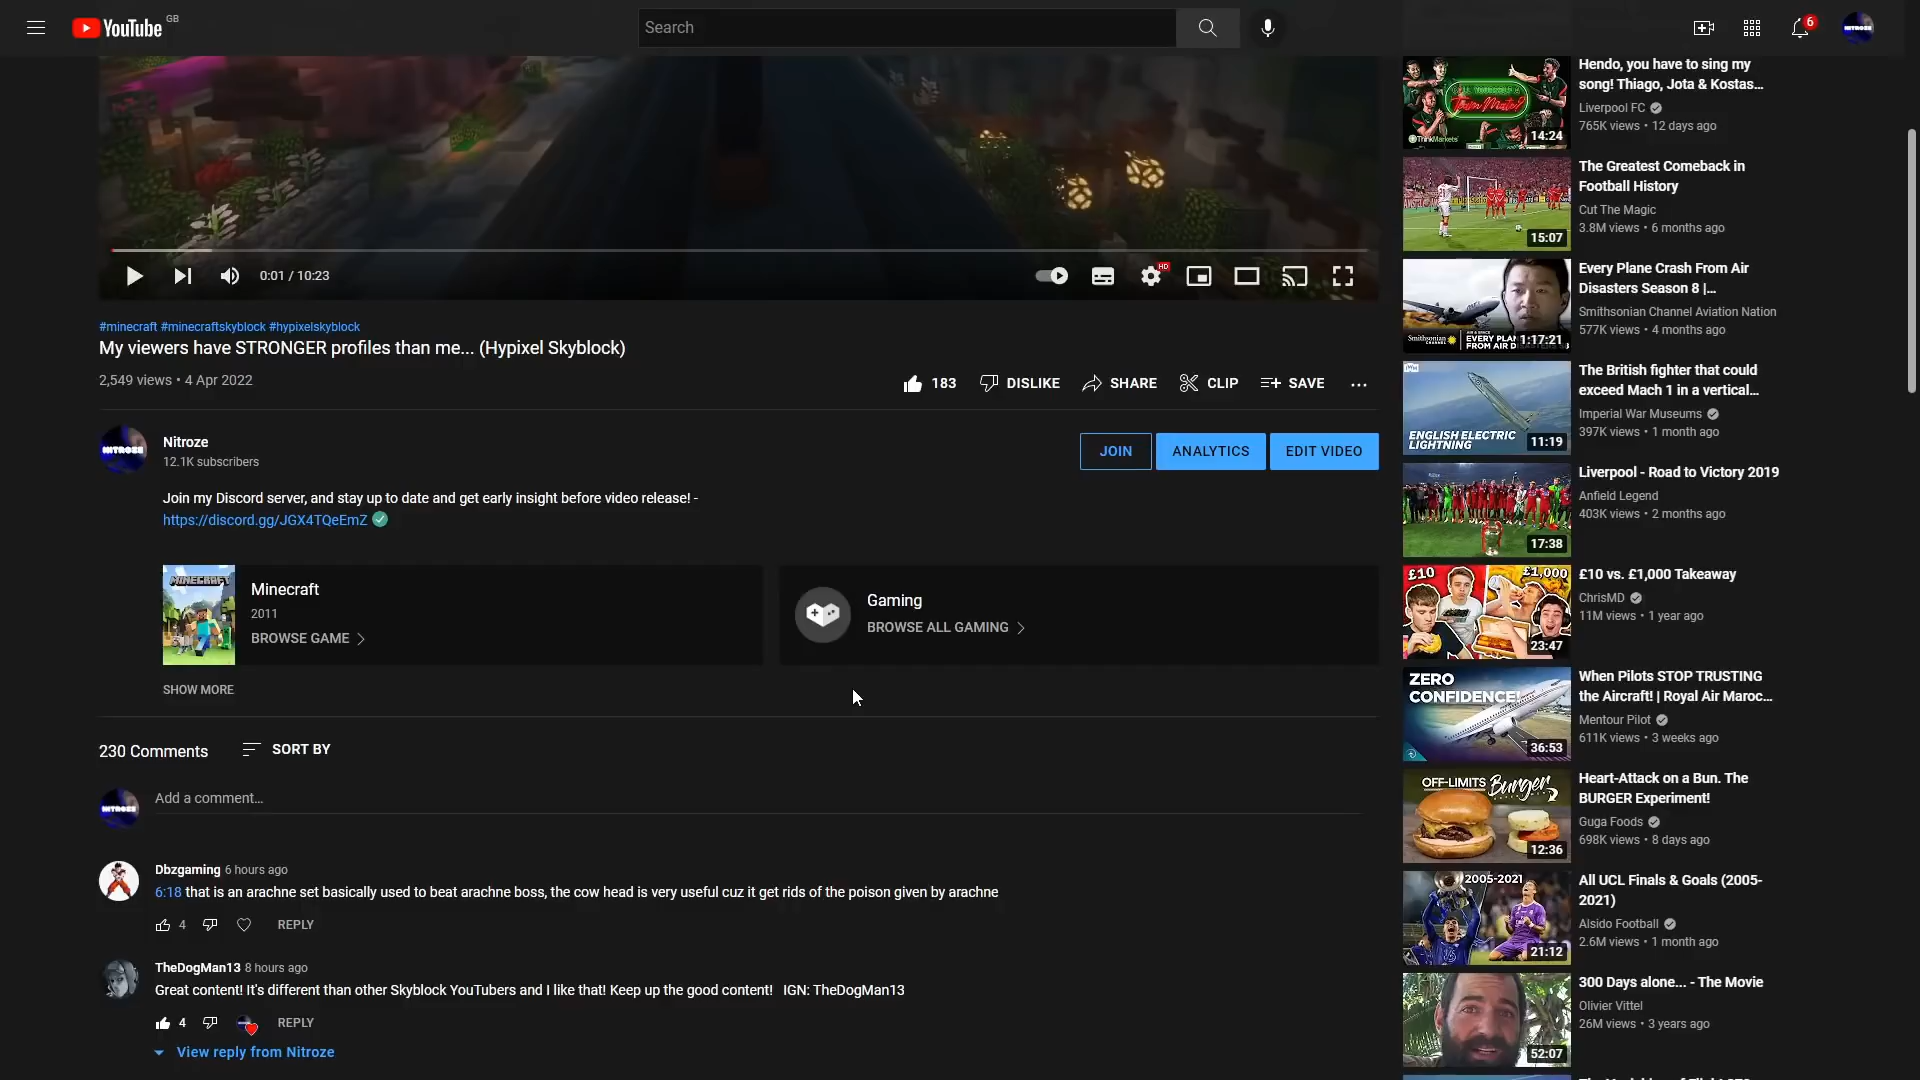 YouTube GB
Search
6
NITROZE
0:01 / 10:23
HD
#minecraft #minecraftskyblock #hypixelskyblock
My viewers have STRONGER profiles than me... (Hypixel Skyblock)
2,549 views • 4 Apr 2022
183 DISLIKE SHARE CLIP SAVE
NITROZE
Nitroze
12.1K subscribers
JOIN
ANALYTICS
EDIT VIDEO
Join my Discord server, and stay up to date and get early insight before video release! -
https://discord.gg/JGX4TQeEmZ
MINECRAFT
Minecraft
2011
BROWSE GAME
Gaming
BROWSE ALL GAMING
SHOW MORE
230 Comments SORT BY
NITROZE
Add a comment...
Dbzgaming 6 hours ago
6:18 that is an arachne set basically used to beat arachne boss, the cow head is very useful cuz it get rids of the poison given by arachne
4 REPLY
TheDogMan13 8 hours ago
Great content! It's different than other Skyblock YouTubers and I like that! Keep up the good content! IGN: TheDogMan13
4 REPLY
View reply from Nitroze
Team Mate?
ThinkMarkets
14:24
Hendo, you have to sing my
song! Thiago, Jota & Kostas...
Liverpool FC
765K views • 12 days ago
15:07
The Greatest Comeback in
Football History
Cut The Magic
3.8M views • 6 months ago
Smithsonian
1:17:21
Every Plane Crash From Air
Disasters Season 8 |...
Smithsonian Channel Aviation Nation
577K views • 4 months ago
ENGLISH ELECTRIC
LIGHTNING
11:19
The British fighter that could
exceed Mach 1 in a vertical...
Imperial War Museums
397K views • 1 month ago
17:38
Liverpool - Road to Victory 2019
Anfield Legend
403K views • 2 months ago
£10
£1,000
23:47
£10 vs. £1,000 Takeaway
ChrisMD
11M views • 1 year ago
ZERO
CONFIDENCE!
36:53
When Pilots STOP TRUSTING
the Aircraft! | Royal Air Maroc...
Mentour Pilot
611K views • 3 weeks ago
OFF-LIMITS Burger
12:36
Heart-Attack on a Bun. The
BURGER Experiment!
Guga Foods
698K views • 8 days ago
2005-2021
21:12
All UCL Finals & Goals (2005-
2021)
Alsido Football
2.6M views • 1 month ago
52:07
300 Days alone... - The Movie
Olivier Vittel
26M views • 3 years ago